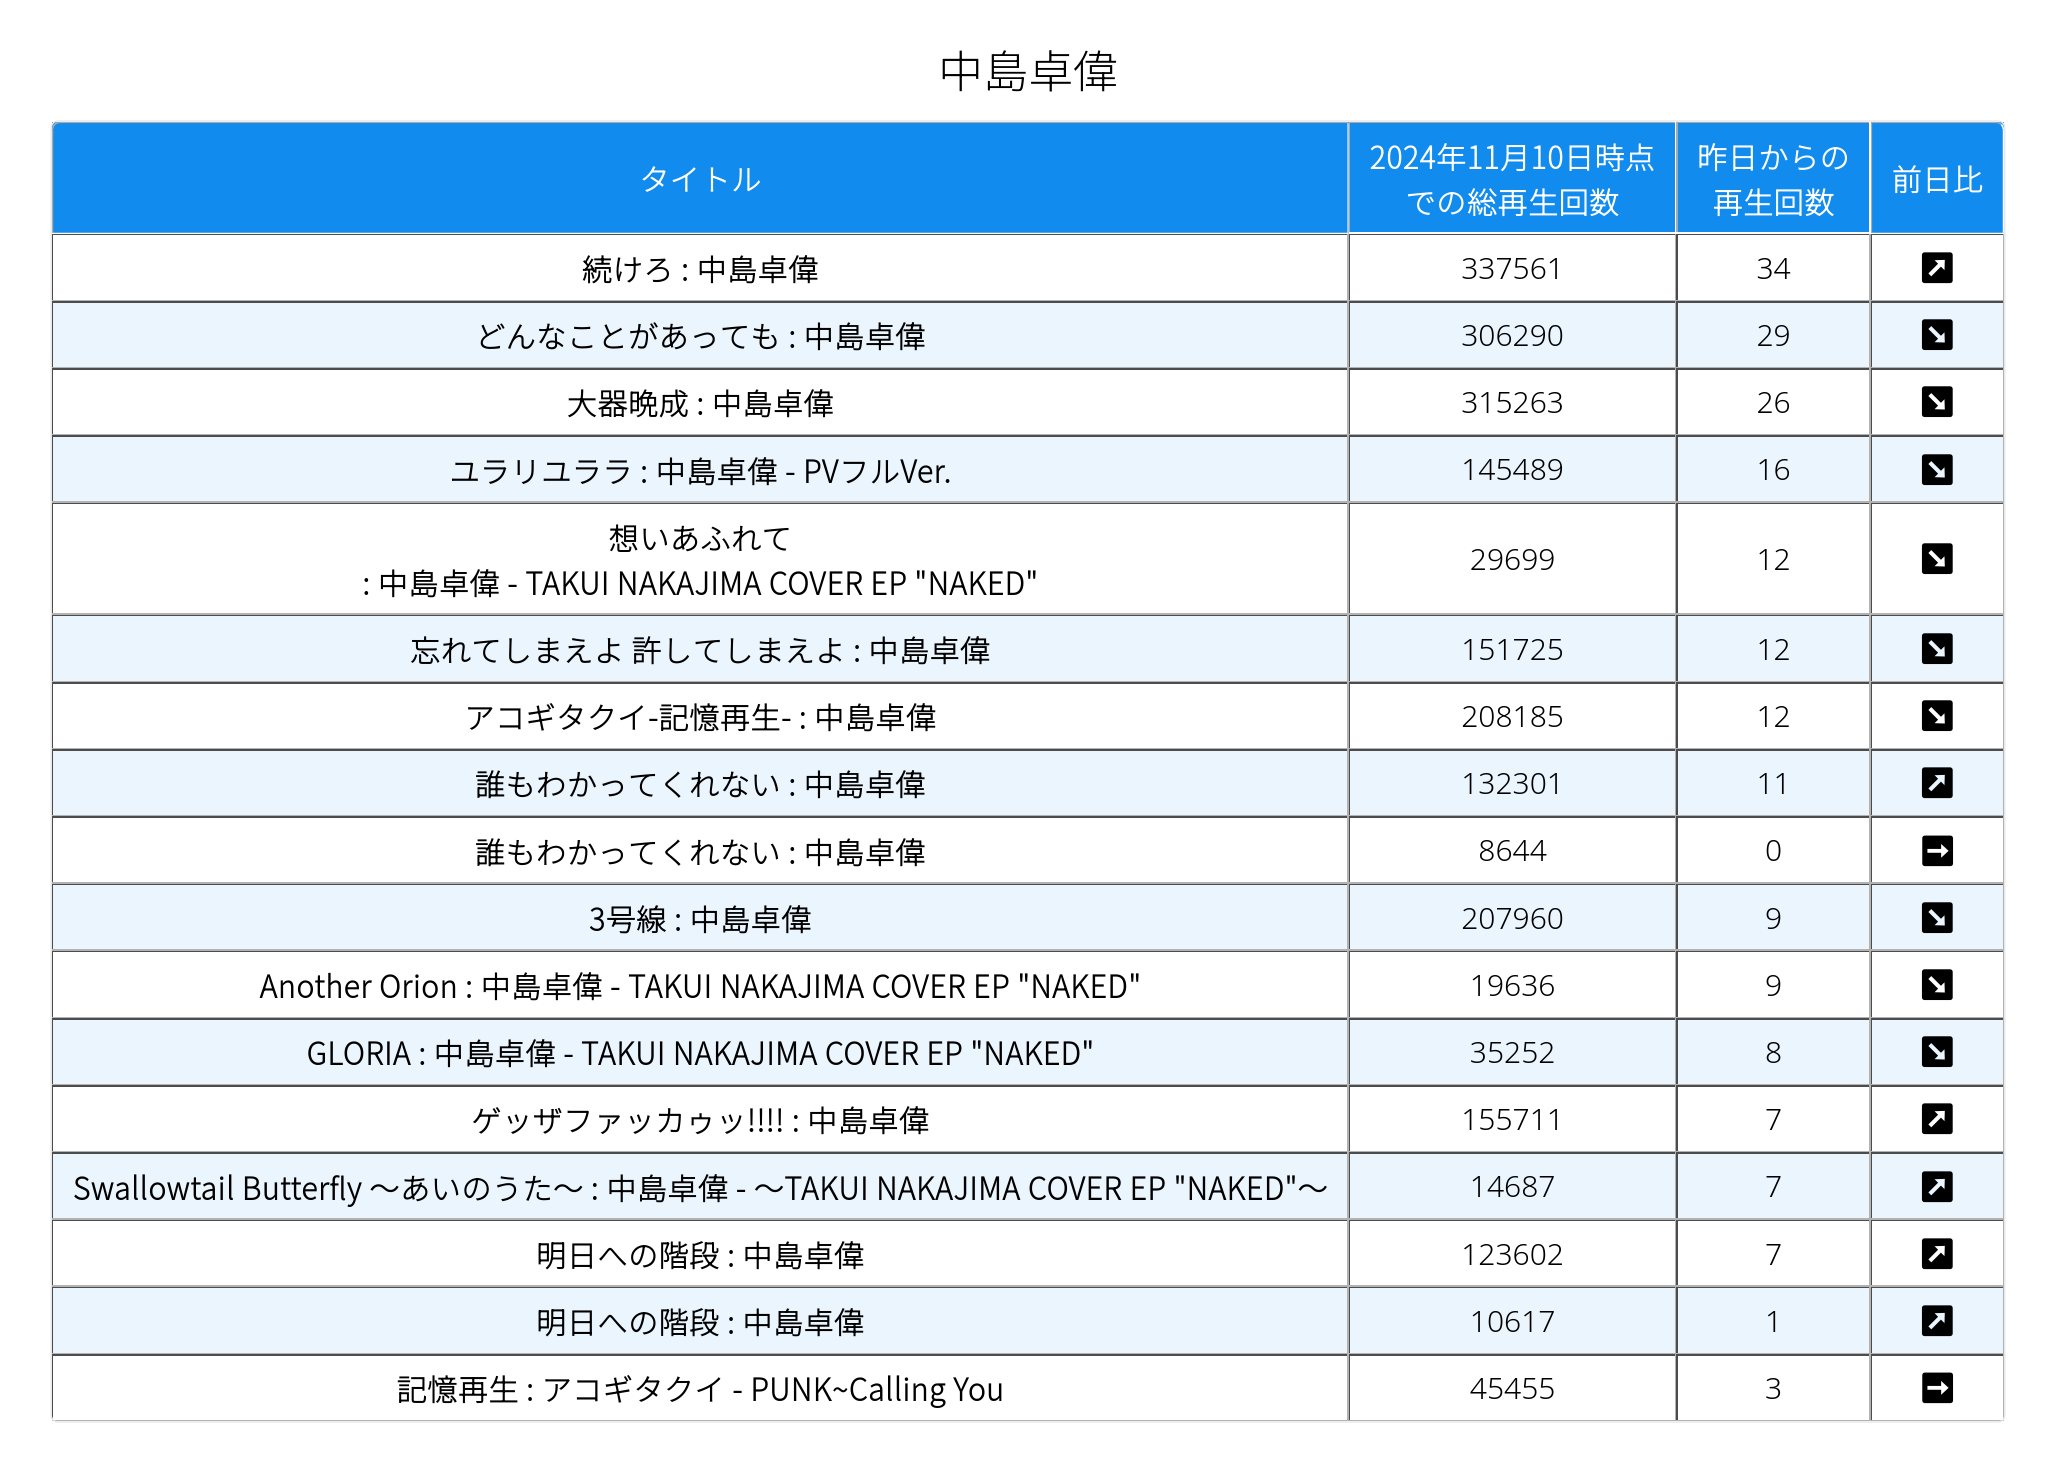 中島卓偉
タイトル
2024年11月10日時点
での総再生回数
昨日からの
再生回数
前日比
続けろ : 中島卓偉
337561
34
どんなことがあっても : 中島卓偉
306290
29
大器晩成 : 中島卓偉
315263
26
ユラリユララ : 中島卓偉 - PVフルVer.
145489
16
想いあふれて
: 中島卓偉 - TAKUI NAKAJIMA COVER EP "NAKED"
29699
12
忘れてしまえよ 許してしまえよ : 中島卓偉
151725
12
アコギタクイ-記憶再生- : 中島卓偉
208185
12
誰もわかってくれない : 中島卓偉
132301
11
誰もわかってくれない : 中島卓偉
8644
0
3号線 : 中島卓偉
207960
9
Another Orion : 中島卓偉 - TAKUI NAKAJIMA COVER EP "NAKED"
19636
9
GLORIA : 中島卓偉 - TAKUI NAKAJIMA COVER EP "NAKED"
35252
8
ゲッザファッカゥッ!!!! : 中島卓偉
155711
7
Swallowtail Butterfly ～あいのうた～ : 中島卓偉 - ～TAKUI NAKAJIMA COVER EP "NAKED"～
14687
7
明日への階段 : 中島卓偉
123602
7
明日への階段 : 中島卓偉
10617
1
記憶再生 : アコギタクイ - PUNK~Calling You
45455
3